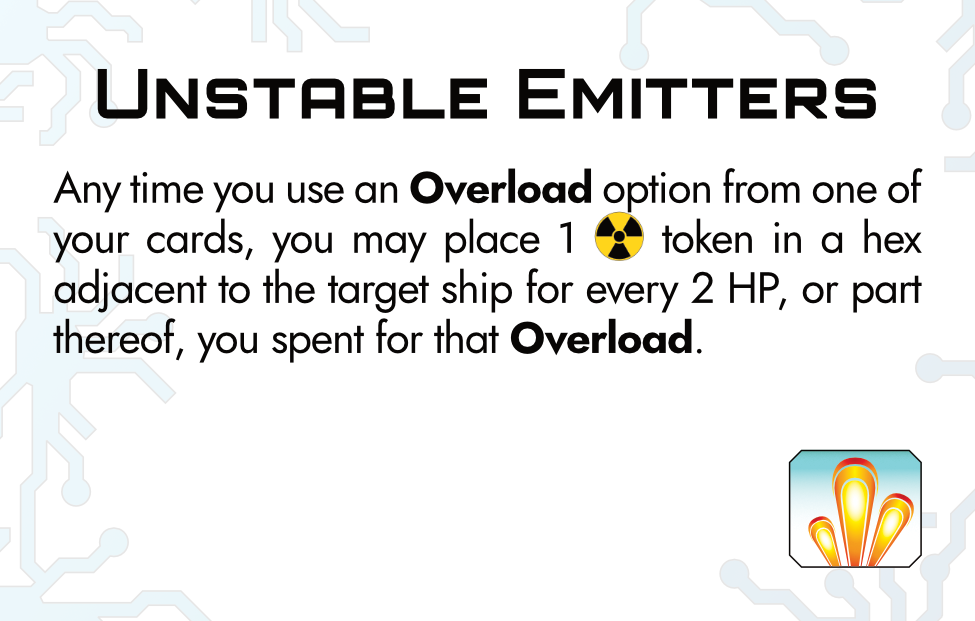 Unstable Emitters
Any time you use an Overload option from one of
your cards, you may place 1 ☢ token in a hex
adjacent to the target ship for every 2 HP, or part
thereof, you spent for that Overload.